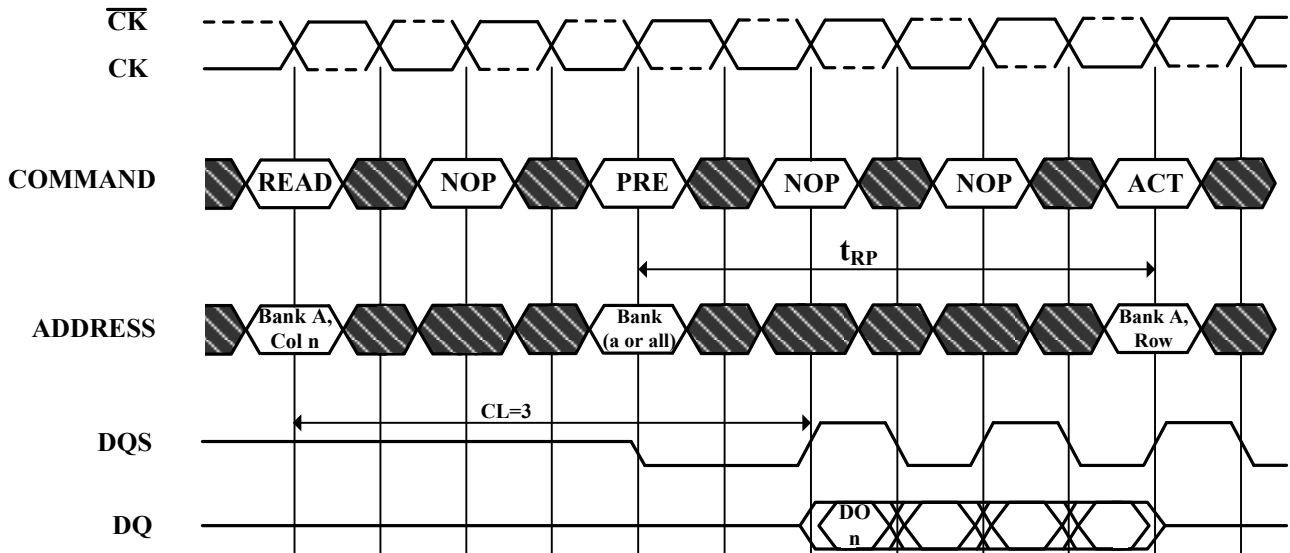 CK
CK
COMMAND
READ
NOP
PRE
NOP
NOP
ACT
tRP
ADDRESS
Bank A,
Col n
Bank
(a or all)
Bank A,
Row
CL=3
DQS
DQ
DO
n